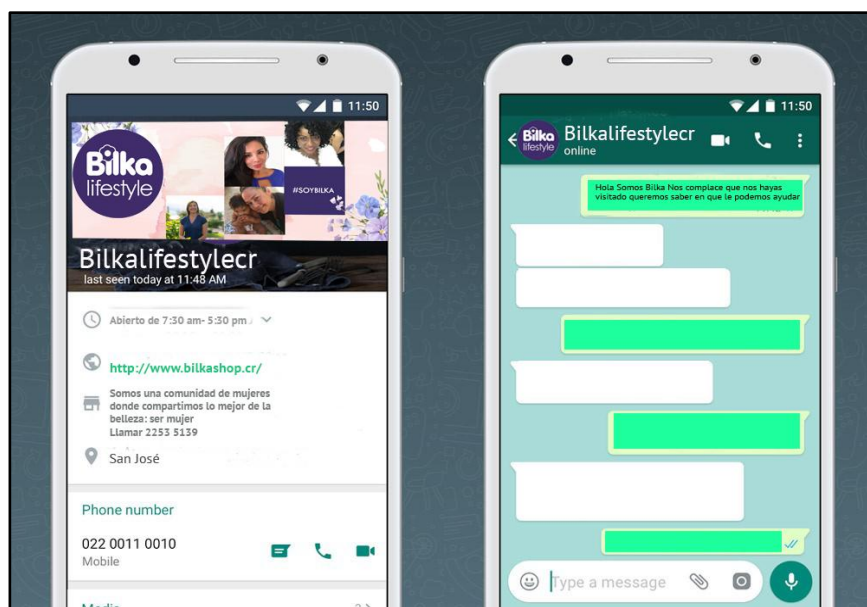 11:50
Bilka
lifestyle
#SOYBILKA
Bilkalifestylecr
last seen today at 11:48 AM
Abierto de 7:30 am- 5:30 pm
http://www.bilkashop.cr/
Somos una comunidad de mujeres
donde compartimos lo mejor de la
belleza: ser mujer
Llamar 2253 5139
San José
Phone number
022 0011 0010
Mobile
11:50
Bilka
lifestyle
Bilkalifestylecr
online
Hola Somos Bilka Nos complace que nos hayas
visitado queremos saber en que le podemos ayudar
Type a message